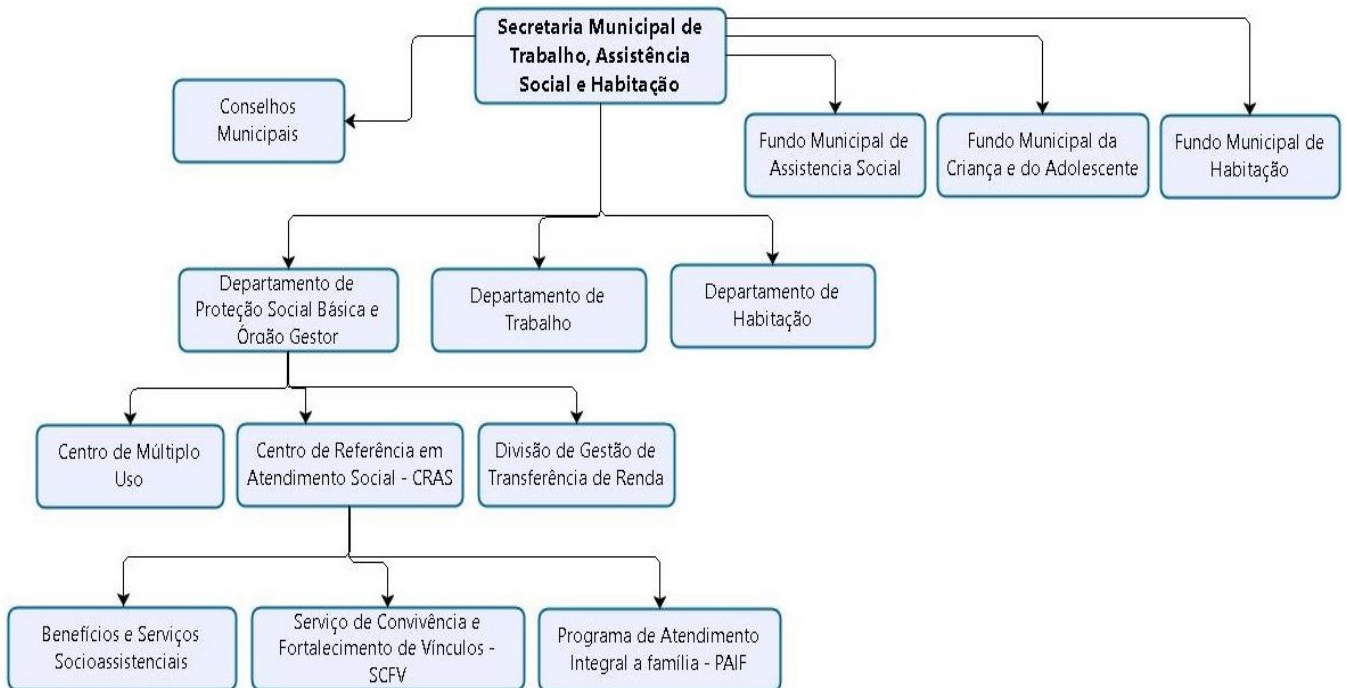 Secretaria Municipal de
Trabalho, Assistência
Social e Habitação
Conselhos
Municipais
Fundo Municipal de
Assistencia Social
Fundo Municipal da
Criança e do Adolescente
Fundo Municipal de
Habitação
Departamento de
Proteção Social Básica e
Órgão Gestor
Departamento de
Trabalho
Departamento de
Habitação
Centro de Múltiplo
Uso
Centro de Referência em
Atendimento Social - CRAS
Divisão de Gestão de
Transferência de Renda
Benefícios e Serviços
Socioassistenciais
Serviço de Convivência e
Fortalecimento de Vínculos -
SCFV
Programa de Atendimento
Integral a família - PAIF